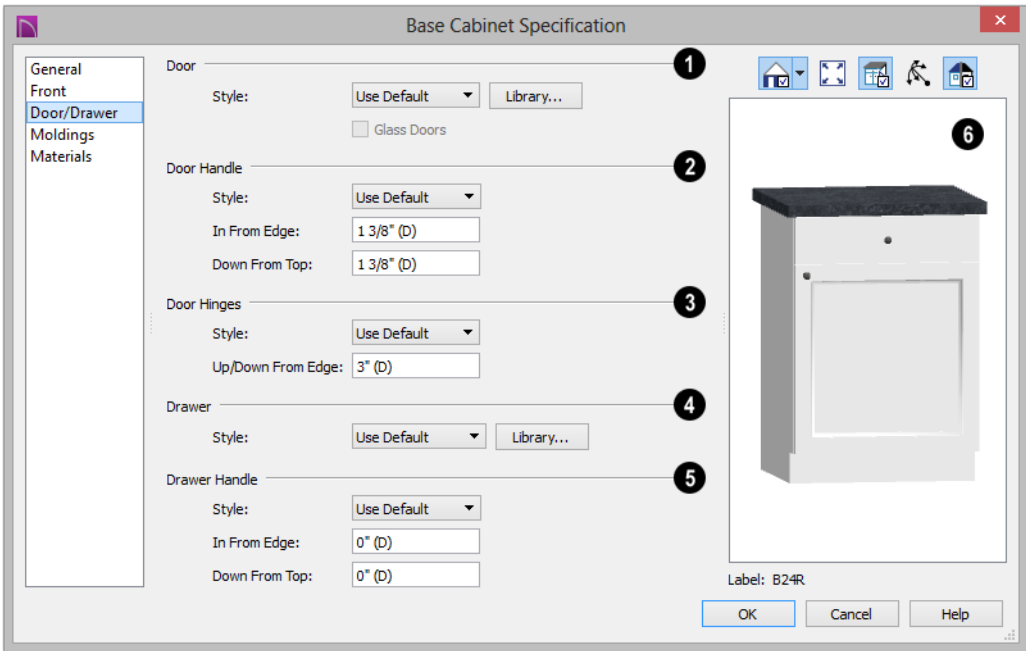 Base Cabinet Specification
General
Front
Door/Drawer
Moldings
Materials
Door
1
Style:
Use Default
Library...
Glass Doors
Door Handle
2
Style:
Use Default
In From Edge:
1 3/8" (D)
Down From Top:
1 3/8" (D)
Door Hinges
3
Style:
Use Default
Up/Down From Edge:
3" (D)
Drawer
4
Style:
Use Default
Library...
Drawer Handle
5
Style:
Use Default
In From Edge:
0" (D)
Down From Top:
0" (D)
6
Label: B24R
OK
Cancel
Help